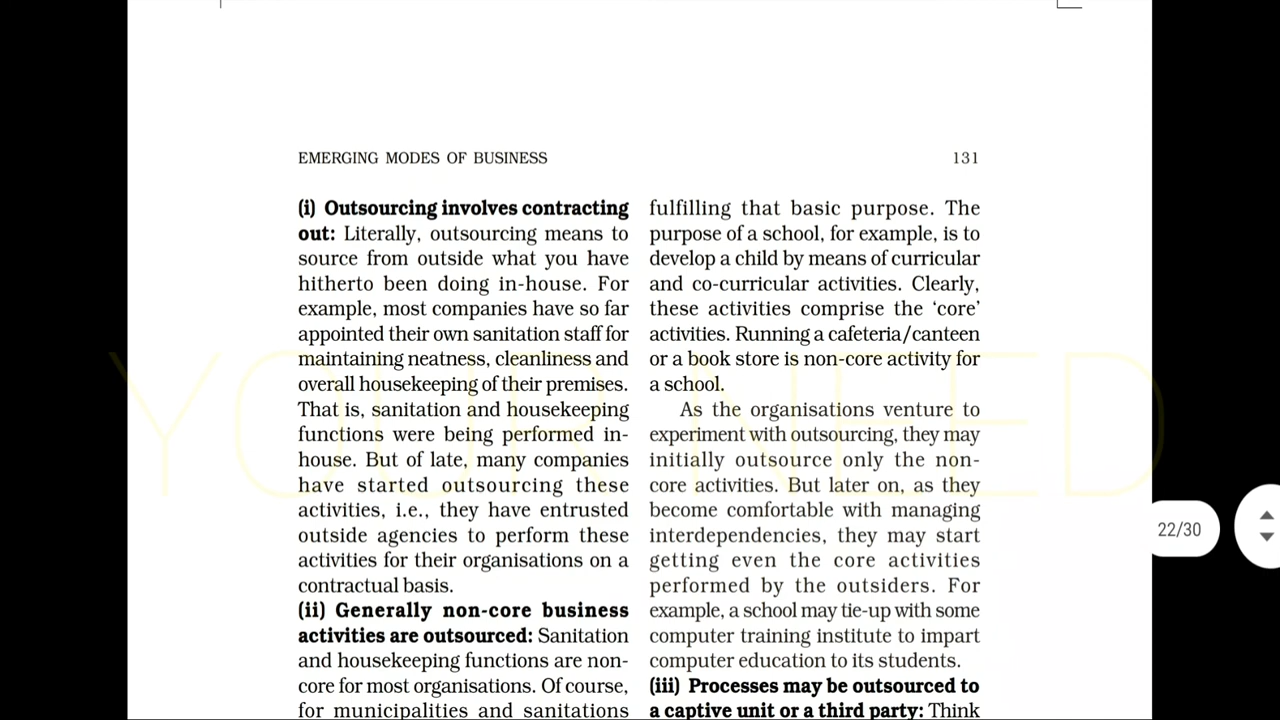 EMERGING MODES OF BUSINESS
131
(i) Outsourcing involves contracting
out: Literally, outsourcing means to
source from outside what you have
hitherto been doing in-house. For
example, most companies have so far
appointed their own sanitation staff for
maintaining neatness, cleanliness and
overall housekeeping of their premises.
That is, sanitation and housekeeping
functions were being performed in-
house. But of late, many companies
have started outsourcing these
activities, i.e., they have entrusted
outside agencies to perform these
activities for their organisations on a
contractual basis.
(ii) Generally non-core business
activities are outsourced: Sanitation
and housekeeping functions are non-
core for most organisations. Of course,
for municipalities and sanitations
fulfilling that basic purpose. The
purpose of a school, for example, is to
develop a child by means of curricular
and co-curricular activities. Clearly,
these activities comprise the ‘core’
activities. Running a cafeteria/canteen
or a book store is non-core activity for
a school.
As the organisations venture to
experiment with outsourcing, they may
initially outsource only the non-
core activities. But later on, as they
become comfortable with managing
interdependencies, they may start
getting even the core activities
performed by the outsiders. For
example, a school may tie-up with some
computer training institute to impart
computer education to its students.
(iii) Processes may be outsourced to
a captive unit or a third party: Think
YOUR NEED
22/30